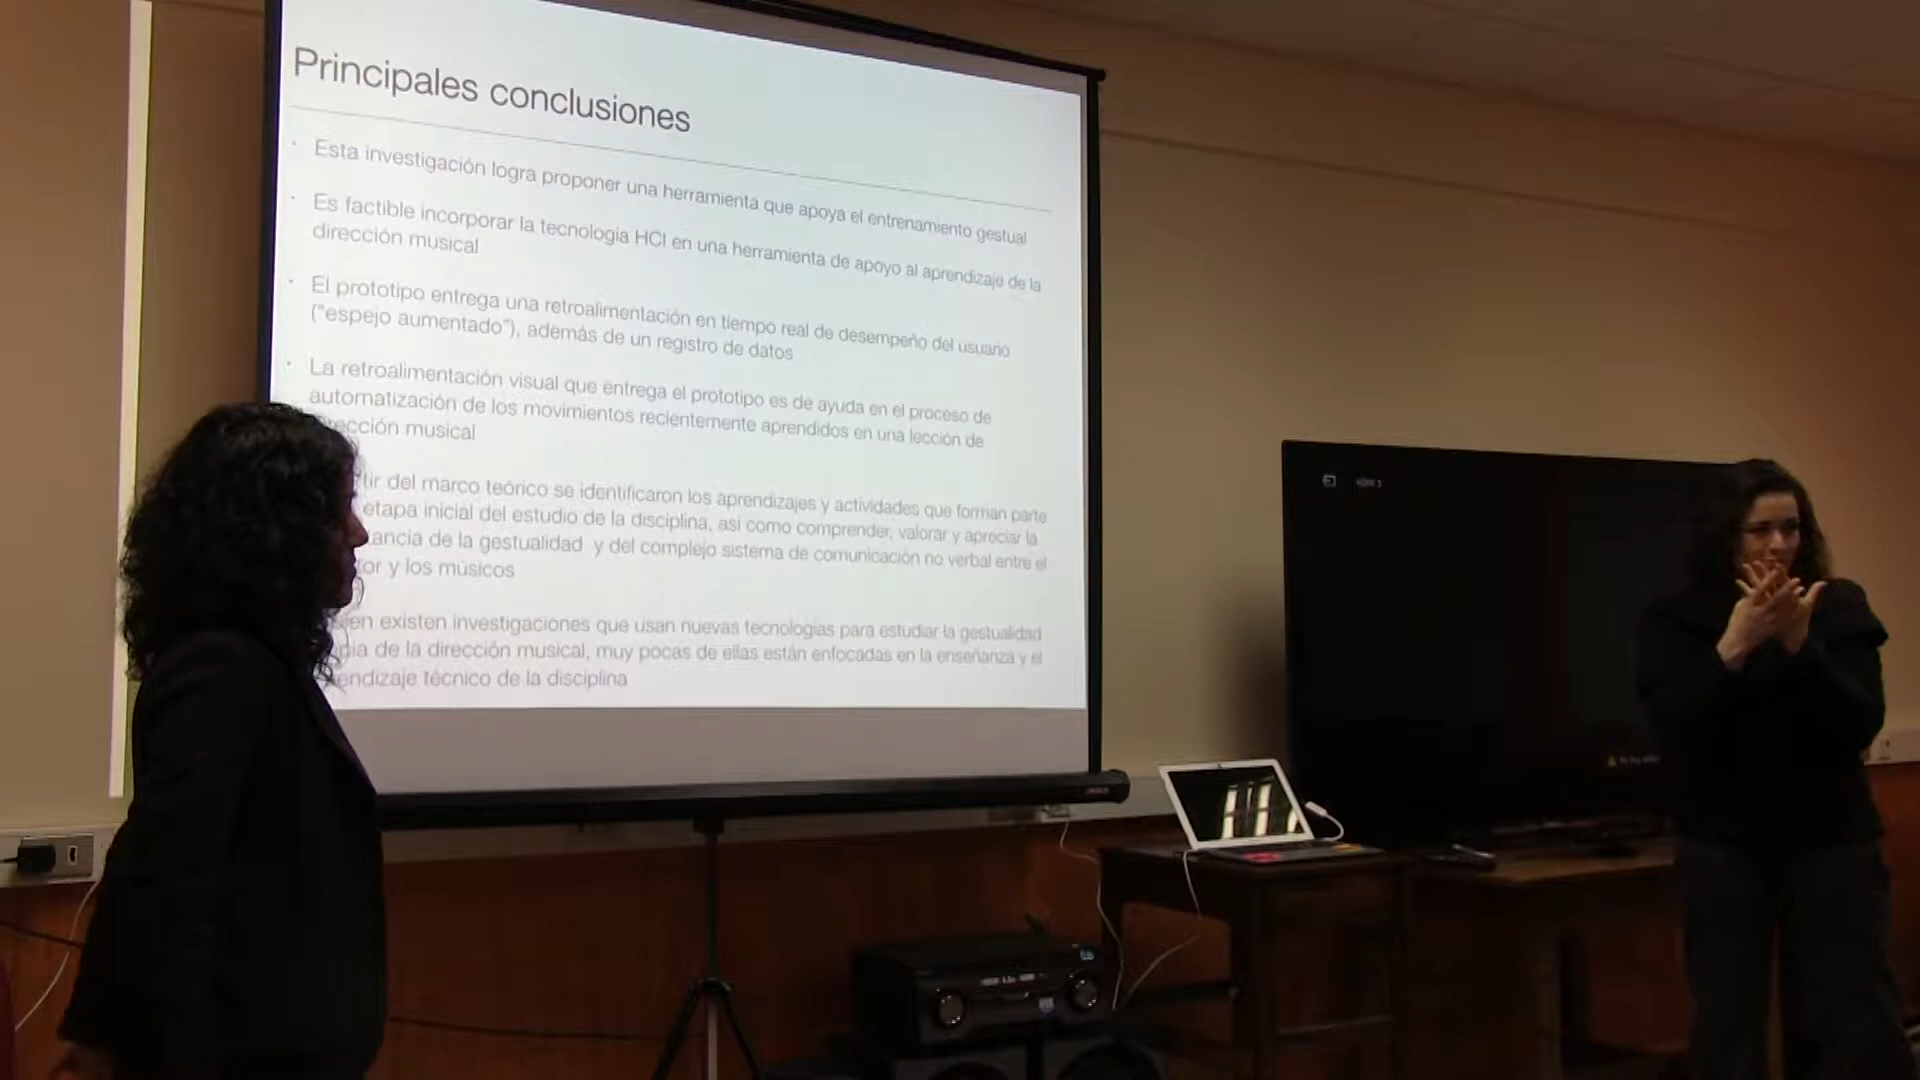 Principales conclusiones
Esta investigación logra proponer una herramienta que apoya el entrenamiento gestual
Es factible incorporar la tecnología HCI en una herramienta de apoyo al aprendizaje de la
dirección musical
El prototipo entrega una retroalimentación en tiempo real de desempeño del usuario
("espejo aumentado"), además de un registro de datos
La retroalimentación visual que entrega el prototipo es de ayuda en el proceso de
automatización de los movimientos recientemente aprendidos en una lección de
ección musical
tir del marco teórico se identificaron los aprendizajes y actividades que forman parte
etapa inicial del estudio de la disciplina, así como comprender, valorar y apreciar la
ancia de la gestualidad y del complejo sistema de comunicación no verbal entre el
or y los músicos
en existen investigaciones que usan nuevas tecnologías para estudiar la gestualidad
ia de la dirección musical, muy pocas de ellas están enfocadas en la enseñanza y el
endizaje técnico de la disciplina